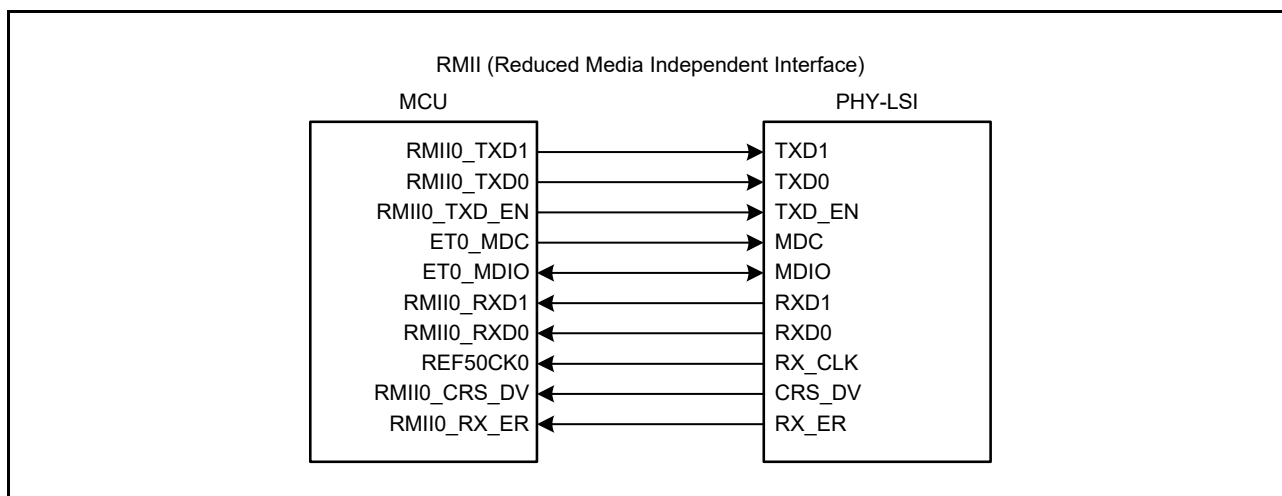 RMII (Reduced Media Independent Interface)
MCU PHY-LSI
RMII0_TXD1 TXD1
RMII0_TXD0 TXD0
RMII0_TXD_EN TXD_EN
ET0_MDC MDC
ET0_MDIO MDIO
RMII0_RXD1 RXD1
RMII0_RXD0 RXD0
REF50CK0 RX_CLK
RMII0_CRS_DV CRS_DV
RMII0_RX_ER RX_ER